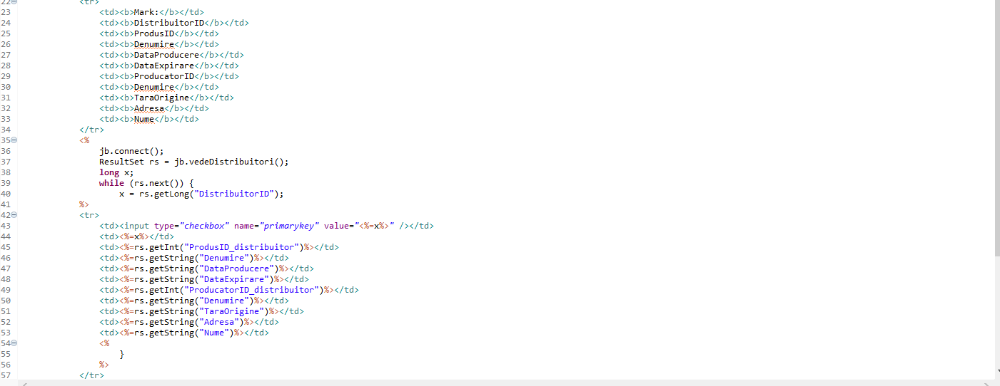 22 <tr>
23 <td><b>Mark:</b></td>
24 <td><b>DistribuitorID</b></td>
25 <td><b>ProdusID</b></td>
26 <td><b>Denumire</b></td>
27 <td><b>DataProducere</b></td>
28 <td><b>DataExpirare</b></td>
29 <td><b>ProducatorID</b></td>
30 <td><b>Denumire</b></td>
31 <td><b>TaraOrigine</b></td>
32 <td><b>Adresa</b></td>
33 <td><b>Nume</b></td>
34 </tr>
35 <%
36 jb.connect();
37 ResultSet rs = jb.vedeDistribuitori();
38 long x;
39 while (rs.next()) {
40 x = rs.getLong("DistribuitorID");
41 %>
42 <tr>
43 <td><input type="checkbox" name="primarykey" value="<%=x%>" /></td>
44 <td><%=x%></td>
45 <td><%=rs.getInt("ProdusID_distribuitor")%></td>
46 <td><%=rs.getString("Denumire")%></td>
47 <td><%=rs.getString("DataProducere")%></td>
48 <td><%=rs.getString("DataExpirare")%></td>
49 <td><%=rs.getInt("ProducatorID_distribuitor")%></td>
50 <td><%=rs.getString("Denumire")%></td>
51 <td><%=rs.getString("TaraOrigine")%></td>
52 <td><%=rs.getString("Adresa")%></td>
53 <td><%=rs.getString("Nume")%></td>
54 <%
55 }
56 %>
57 </tr>